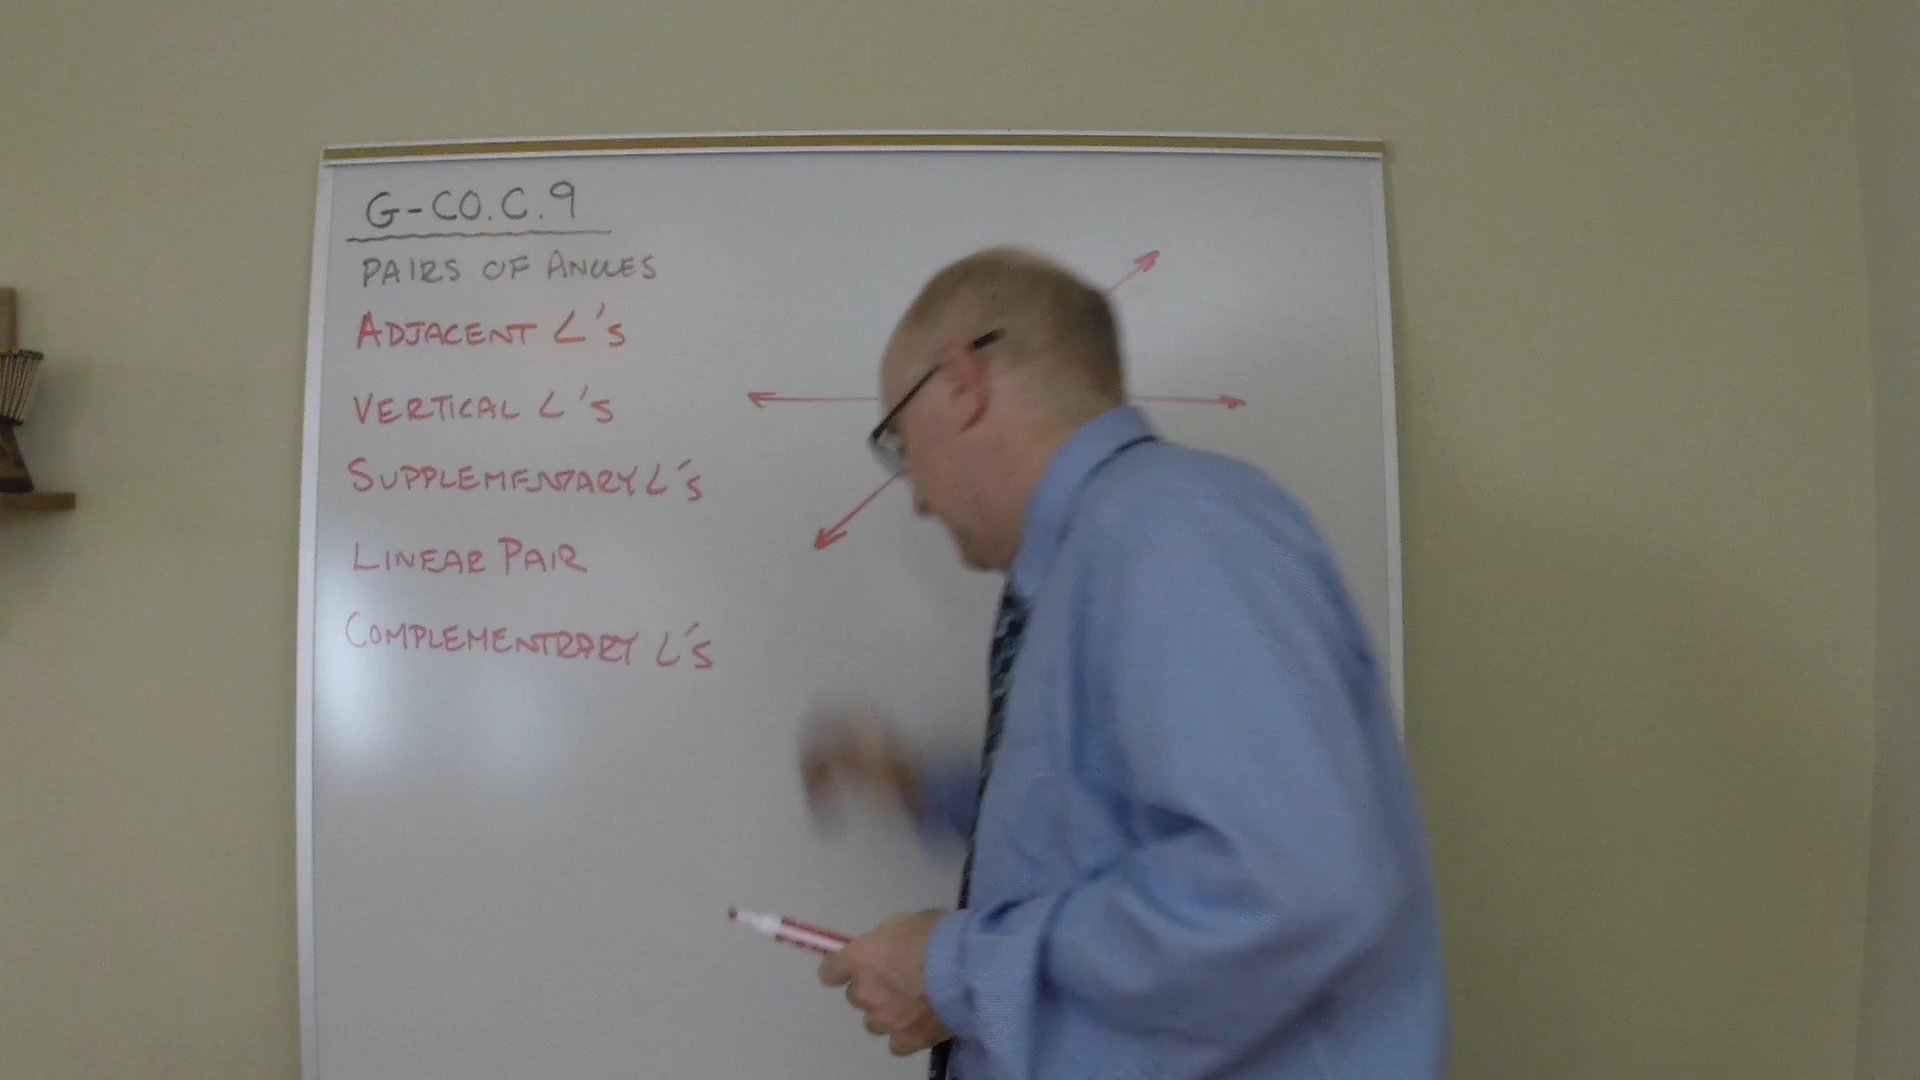 G-CO.C.9
PAIRS OF ANGLES
ADJACENT ∠'s
VERTICAL ∠'s
SUPPLEMENTARY ∠'s
LINEAR PAIR
COMPLEMENTRARY ∠'s